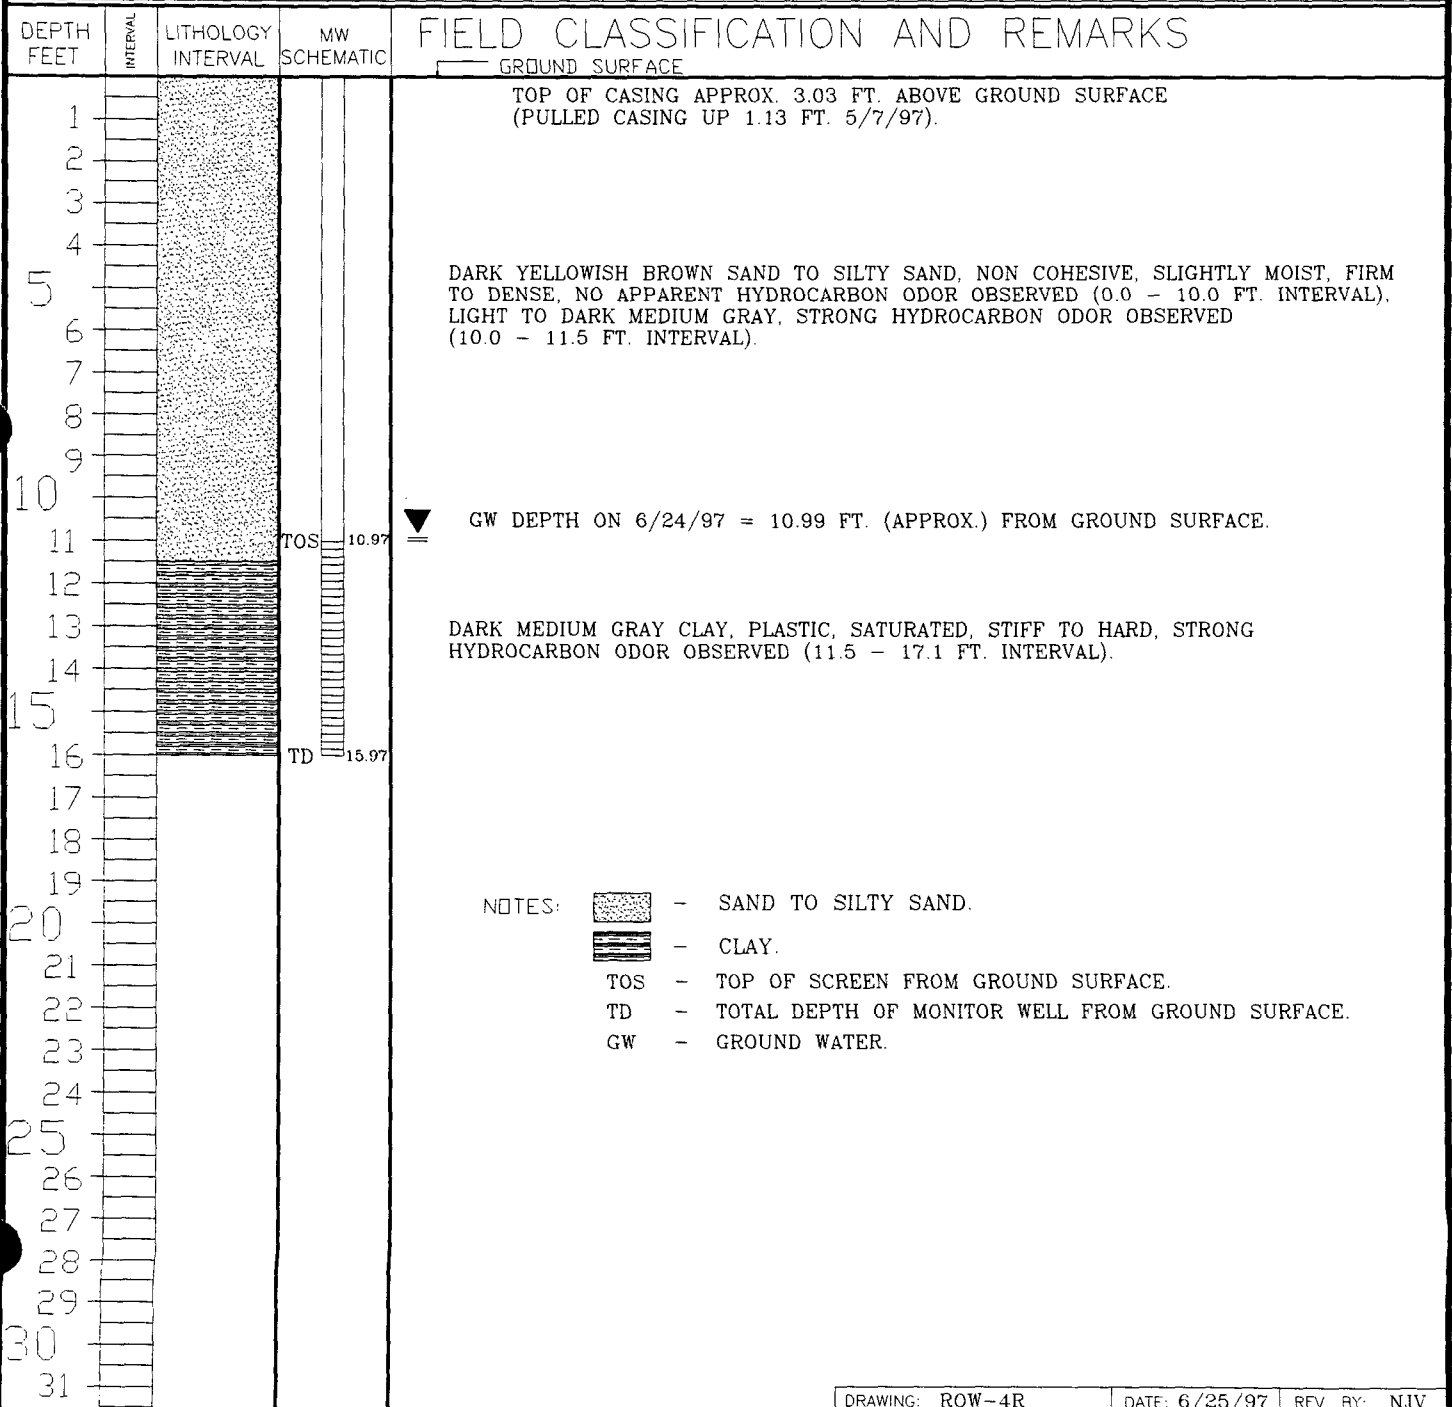 DEPTH FEET
INTERVAL
LITHOLOGY INTERVAL
MW SCHEMATIC
FIELD CLASSIFICATION AND REMARKS
GROUND SURFACE
TOP OF CASING APPROX. 3.03 FT. ABOVE GROUND SURFACE
(PULLED CASING UP 1.13 FT. 5/7/97).
1
2
3
4
DARK YELLOWISH BROWN SAND TO SILTY SAND, NON COHESIVE, SLIGHTLY MOIST, FIRM
5
TO DENSE, NO APPARENT HYDROCARBON ODOR OBSERVED (0.0 - 10.0 FT. INTERVAL),
LIGHT TO DARK MEDIUM GRAY, STRONG HYDROCARBON ODOR OBSERVED
6
(10.0 - 11.5 FT. INTERVAL).
7
8
9
10
GW DEPTH ON 6/24/97 = 10.99 FT. (APPROX.) FROM GROUND SURFACE.
11
TOS 10.97
12
13
DARK MEDIUM GRAY CLAY, PLASTIC, SATURATED, STIFF TO HARD, STRONG
HYDROCARBON ODOR OBSERVED (11.5 - 17.1 FT. INTERVAL).
14
15
16
TD 15.97
17
18
19
NOTES: - SAND TO SILTY SAND.
20
- CLAY.
21
TOS - TOP OF SCREEN FROM GROUND SURFACE.
22
TD - TOTAL DEPTH OF MONITOR WELL FROM GROUND SURFACE.
23
GW - GROUND WATER.
24
25
26
27
28
29
30
31
DRAWING: ROW-4R DATE: 6/25/97 REV. BY: NJV